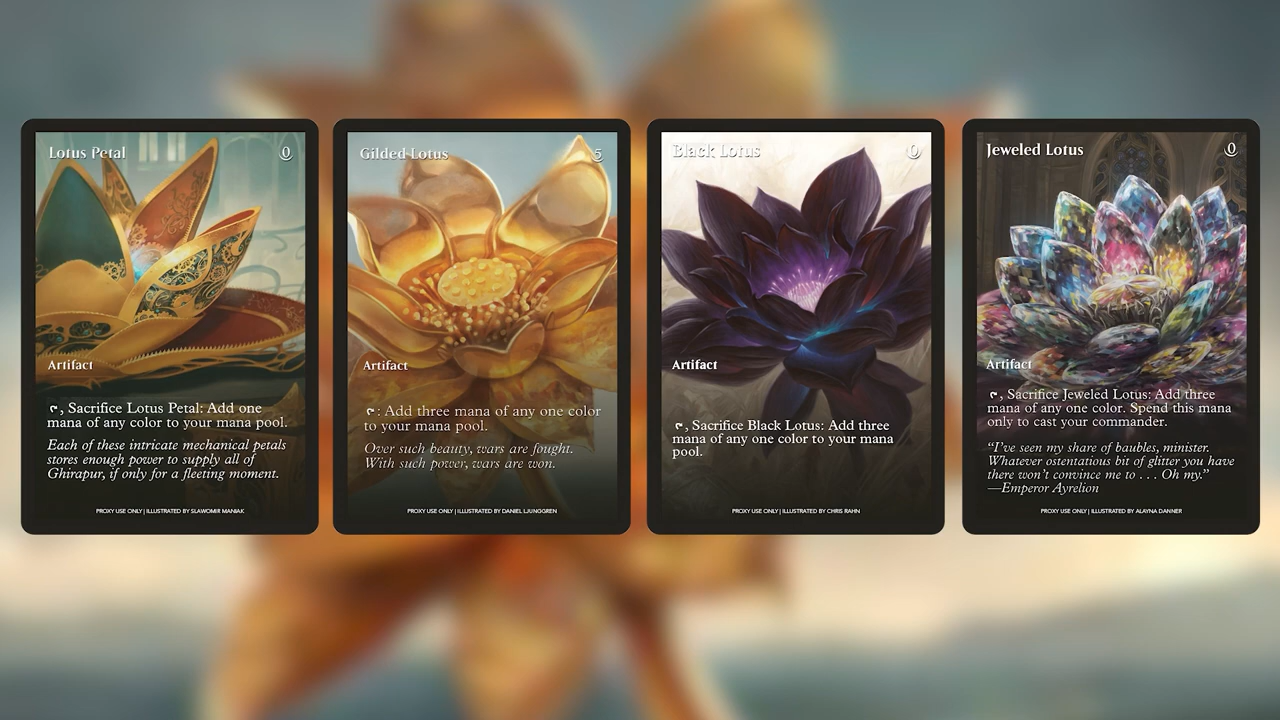 Lotus Petal 0
Artifact
, Sacrifice Lotus Petal: Add one
mana of any color to your mana pool.
Each of these intricate mechanical petals
stores enough power to supply all of
Ghirapur, if only for a fleeting moment.
PROXY USE ONLY | ILLUSTRATED BY SLAWOMIR MANIAK
Gilded Lotus 5
Artifact
: Add three mana of any one color
to your mana pool.
Over such beauty, wars are fought.
With such power, wars are won.
PROXY USE ONLY | ILLUSTRATED BY DANIEL LJUNGGREN
Black Lotus 0
Artifact
, Sacrifice Black Lotus: Add three
mana of any one color to your mana
pool.
PROXY USE ONLY | ILLUSTRATED BY CHRIS RAHN
Jeweled Lotus 0
Artifact
, Sacrifice Jeweled Lotus: Add three
mana of any one color. Spend this mana
only to cast your commander.
“I’ve seen my share of baubles, minister.
Whatever ostentatious bit of glitter you have
there won’t convince me to . . . Oh my.”
—Emperor Ayrelion
PROXY USE ONLY | ILLUSTRATED BY ALAYNA DANNER